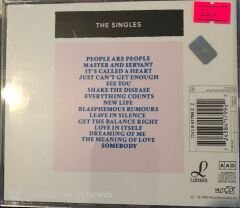 THE SINGLES
PEOPLE ARE PEOPLE
MASTER AND SERVANT
IT'S CALLED A HEART
JUST CAN'T GET ENOUGH
SEE YOU
SHAKE THE DISEASE
EVERYTHING COUNTS
NEW LIFE
BLASPHEMOUS RUMOURS
LEAVE IN SILENCE
GET THE BALANCE RIGHT
LOVE IN ITSELF
DREAMING OF ME
THE MEANING OF LOVE
SOMEBODY
Labels
AAD